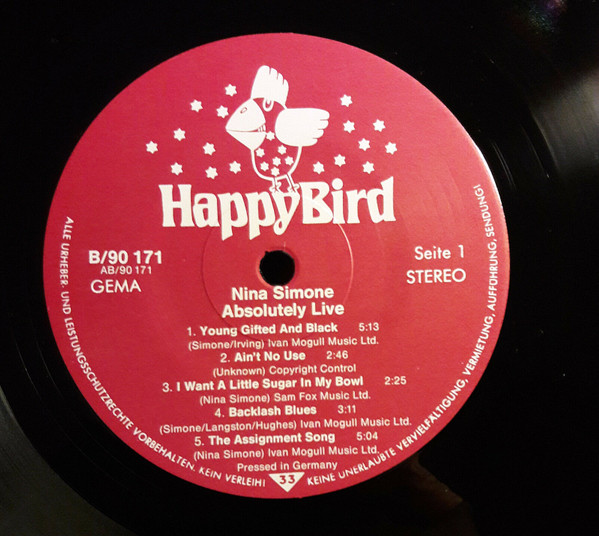 HappyBird
B/90 171
AB/90 171
GEMA
Seite 1
STEREO
Nina Simone
Absolutely Live
1. Young Gifted And Black 5:13
(Simone/Irving) Ivan Mogull Music Ltd.
2. Ain't No Use 2:46
(Unknown) Copyright Control
3. I Want A Little Sugar In My Bowl 2:25
(Nina Simone) Sam Fox Music Ltd.
4. Backlash Blues 3:11
(Simone/Langston/Hughes) Ivan Mogull Music Ltd.
5. The Assignment Song 5:04
(Nina Simone) Ivan Mogull Music Ltd.
Pressed in Germany
33
ALLE URHEBER- UND LEISTUNGSSCHUTZRECHTE VORBEHALTEN. KEIN VERLEIH! KEINE UNERLAUBTE VERVIELFÄLTIGUNG, VERMIETUNG, AUFFÜHRUNG, SENDUNG!